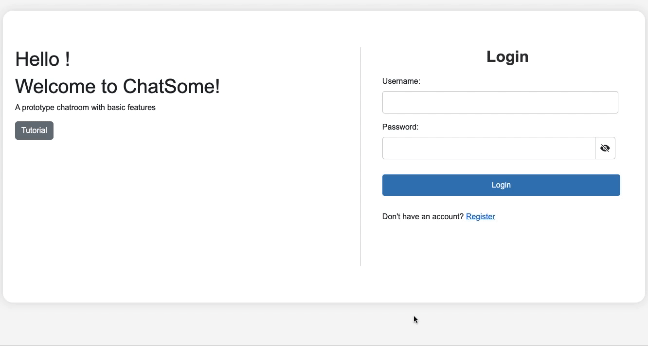 Hello !
Welcome to ChatSome!
A prototype chatroom with basic features
Tutorial
Login
Username:
Password:
Login
Don't have an account? Register